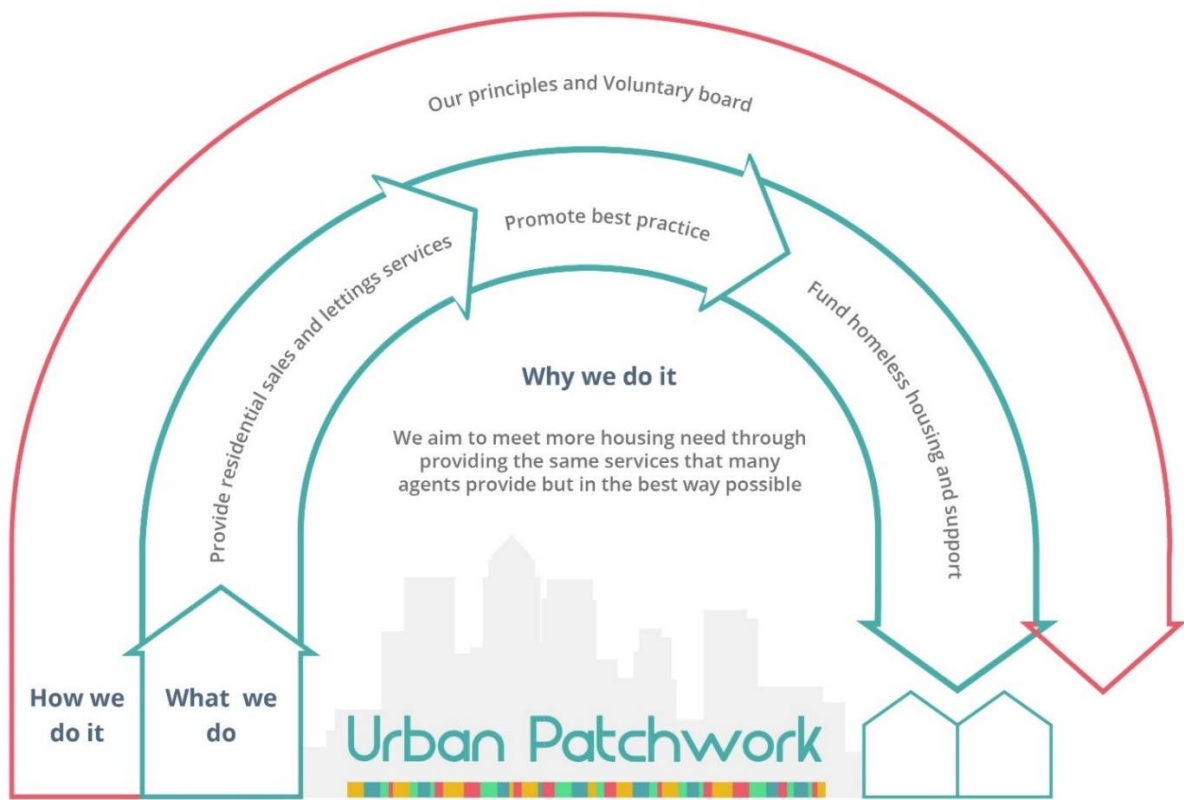 Our principles and Voluntary board
Promote best practice
Provide residential sales and lettings services
Fund homeless housing and support
Why we do it
We aim to meet more housing need through
providing the same services that many
agents provide but in the best way possible
How we
do it
What we
do
Urban Patchwork